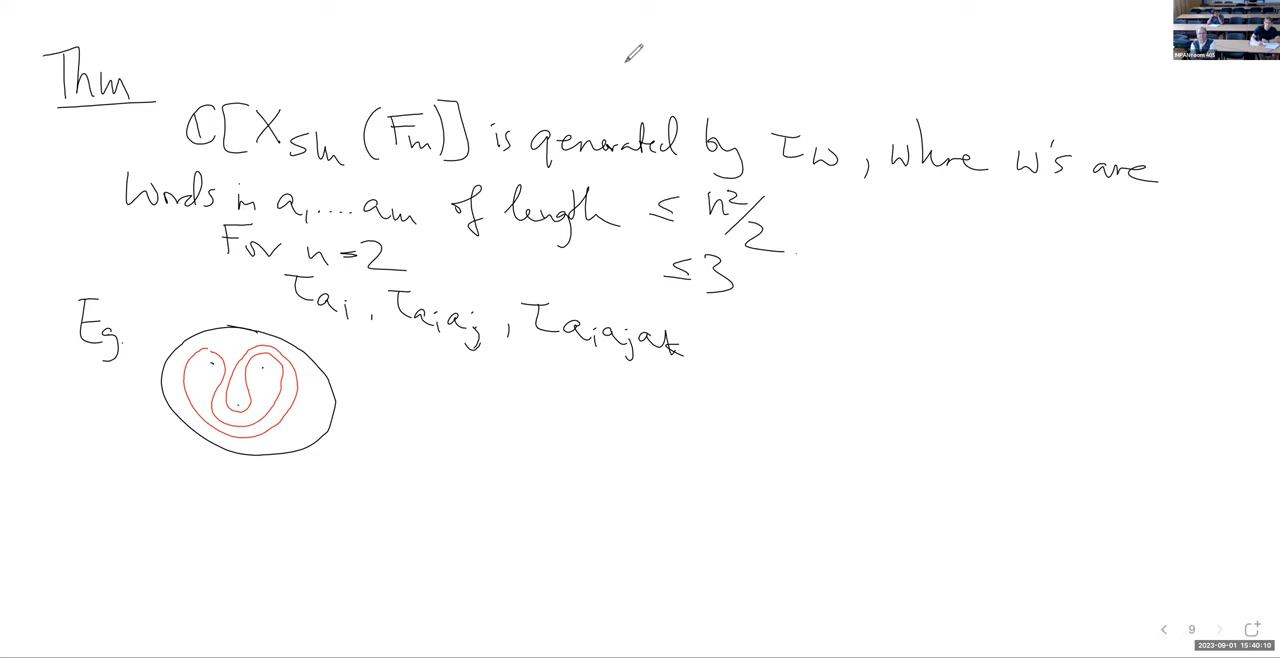 Thm
ℂ[X_{Sln}(F_m)] is generated by τ_w, where w's are
words in a_1....a_m of length ≤ n²/2.
For n=2 ≤3
τ_{a_i}, τ_{a_i a_j}, τ_{a_i a_j a_k}
Eg.
MPANroom 405
9
2023-09-01 15:40:10